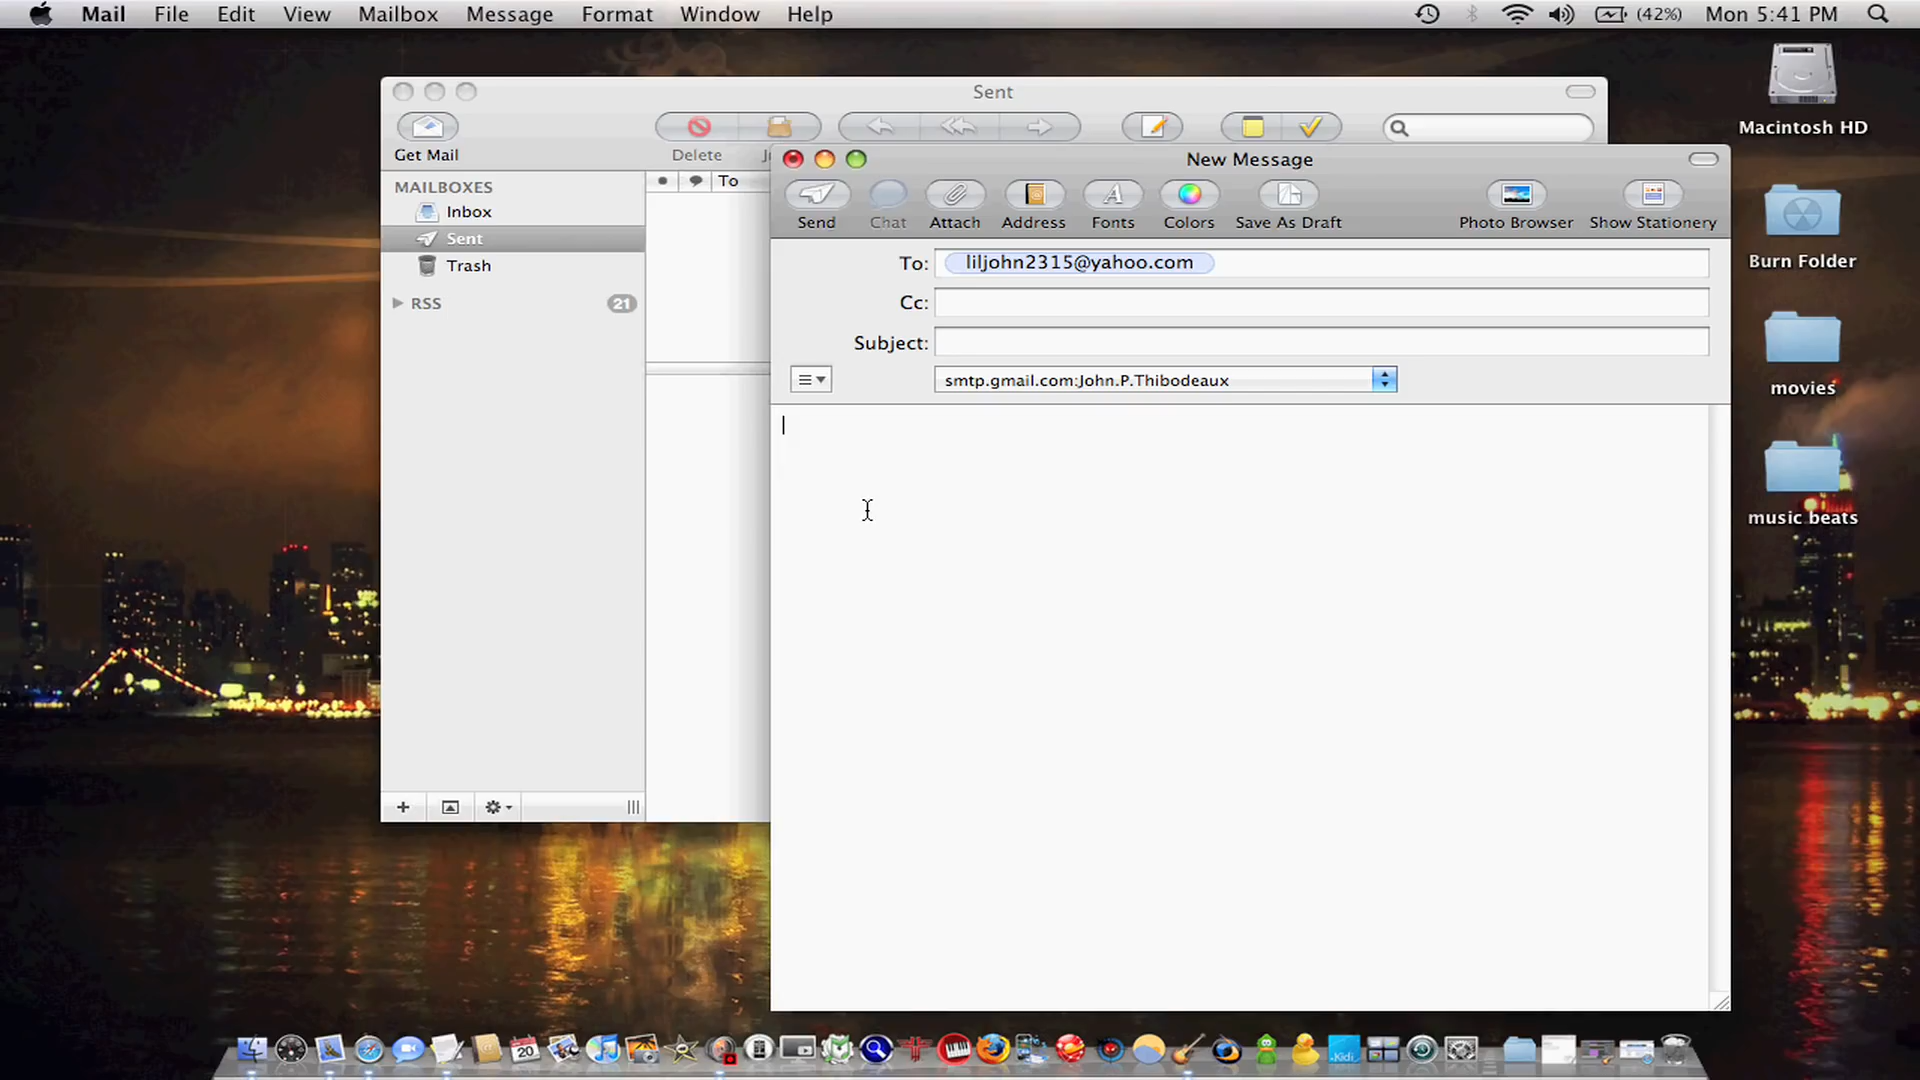 Mail File Edit View Mailbox Message Format Window Help (42%) Mon 5:41 PM
Sent
Get Mail
Delete
MAILBOXES
Inbox
Sent
Trash
RSS 21
To
New Message
Send Chat Attach Address Fonts Colors Save As Draft Photo Browser Show Stationery
To: liljohn2315@yahoo.com
Cc:
Subject:
smtp.gmail.com:John.P.Thibodeaux
Macintosh HD
Burn Folder
movies
music beats
20
Kidi